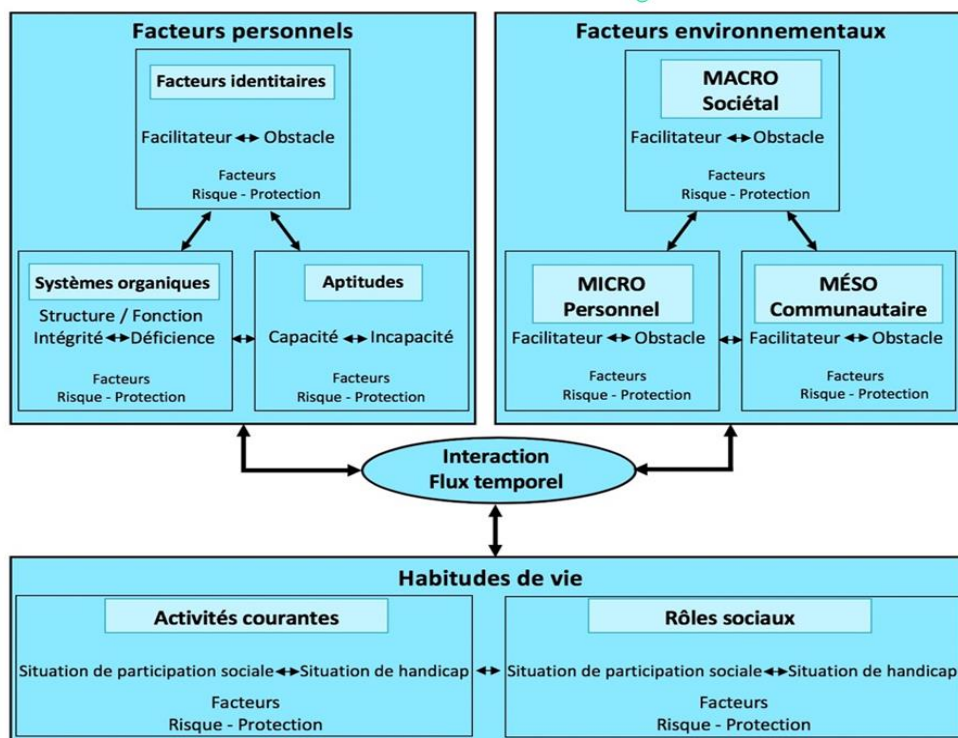 Facteurs personnels
Facteurs identitaires
Facilitateur ↔ Obstacle
Facteurs
Risque - Protection
Systèmes organiques
Structure / Fonction
Intégrité ↔ Déficience
Facteurs
Risque - Protection
Aptitudes
Capacité ↔ Incapacité
Facteurs
Risque - Protection
Facteurs environnementaux
MACRO
Sociétal
Facilitateur ↔ Obstacle
Facteurs
Risque - Protection
MICRO
Personnel
Facilitateur ↔ Obstacle
Facteurs
Risque - Protection
MÉSO
Communautaire
Facilitateur ↔ Obstacle
Facteurs
Risque - Protection
Interaction
Flux temporel
Habitudes de vie
Activités courantes
Situation de participation sociale ↔ Situation de handicap
Facteurs
Risque - Protection
Rôles sociaux
Situation de participation sociale ↔ Situation de handicap
Facteurs
Risque - Protection